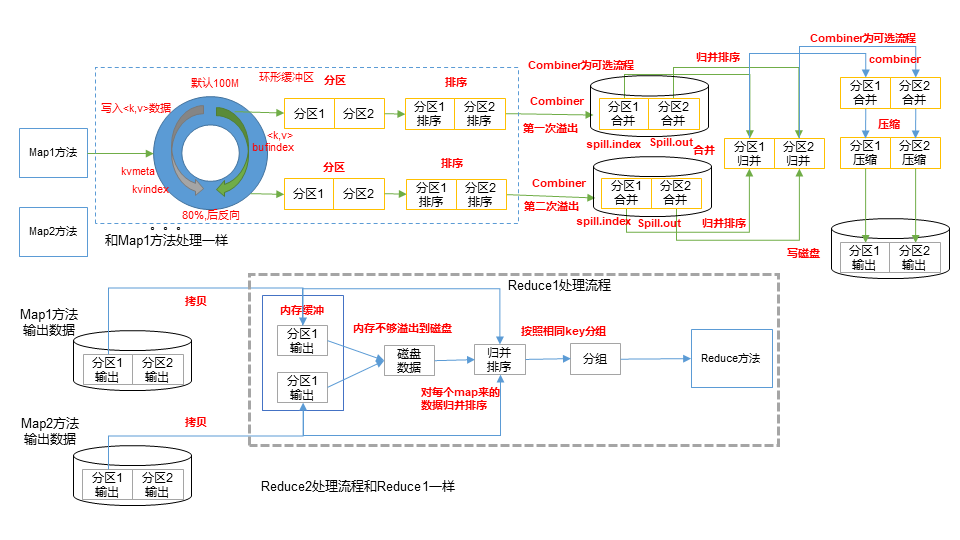 Combiner为可选流程
默认100M
环形缓冲区
分区
排序
Combiner为可选流程
归并排序
combiner
写入<k,v>数据
分区1
分区2
分区1
排序
分区2
排序
Combiner
第一次溢出
分区1
合并
分区2
合并
分区1
合并
分区2
合并
压缩
Map1方法
<k,v>
bufindex
kvmeta
kvindex
spill.index
Spill.out
合并
分区1
归并
分区2
归并
分区1
压缩
分区2
压缩
分区
排序
分区1
分区2
分区1
排序
分区2
排序
Combiner
第二次溢出
分区1
合并
分区2
合并
spill.index
Spill.out
归并排序
80%,后反向
Map2方法
。。。
和Map1方法处理一样
写磁盘
分区1
输出
分区2
输出
Reduce1处理流程
Map1方法
输出数据
拷贝
内存缓冲
分区1
输出
内存不够溢出到磁盘
按照相同key分组
磁盘
数据
归并
排序
分组
Reduce方法
分区1
输出
分区2
输出
分区1
输出
对每个map来的
数据归并排序
Map2方法
输出数据
拷贝
分区1
输出
分区2
输出
Reduce2处理流程和Reduce1一样